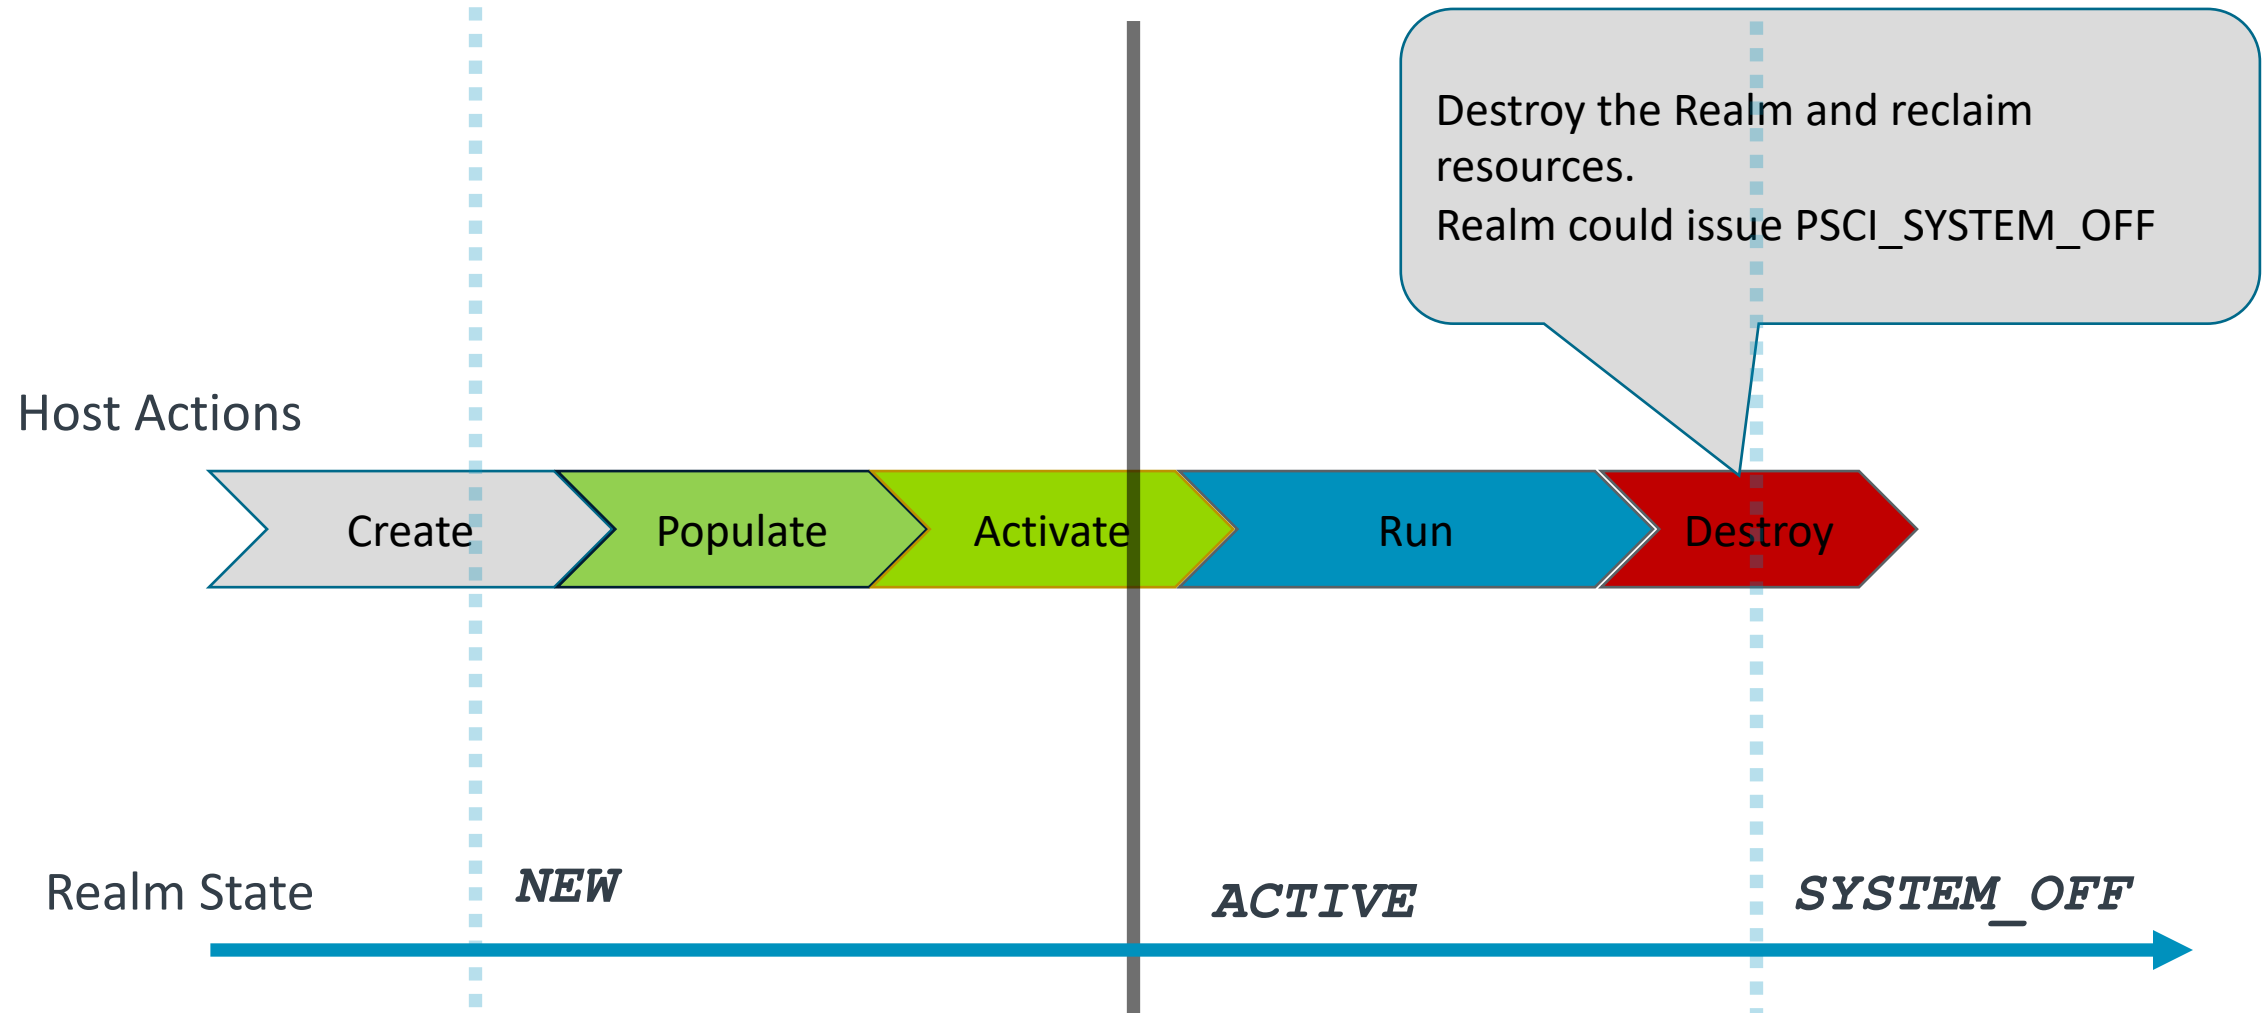 Destroy the Realm and reclaim
resources.
Realm could issue PSCI_SYSTEM_OFF
Host Actions
Create
Populate
Activate
Run
Destroy
Realm State
NEW
ACTIVE
SYSTEM_OFF